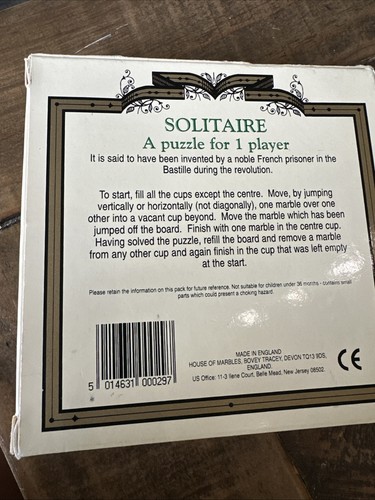 SOLITAIRE
A puzzle for 1 player
It is said to have been invented by a noble French prisoner in the
Bastille during the revolution.
To start, fill all the cups except the centre. Move, by jumping
vertically or horizontally (not diagonally), one marble over one
other into a vacant cup beyond. Move the marble which has been
jumped off the board. Finish with one marble in the centre cup.
Having solved the puzzle, refill the board and remove a marble
from any other cup and again finish in the cup that was left empty
at the start.
Please retain the information on this pack for future reference. Not suitable for children under 36 months - contains small
parts which could present a choking hazard.
MADE IN ENGLAND
HOUSE OF MARBLES, BOVEY TRACEY, DEVON TQ13 9DS,
ENGLAND.
US Office: 11-3 Ilene Court, Belle Mead, New Jersey 08502.
CE
5 014631 000297